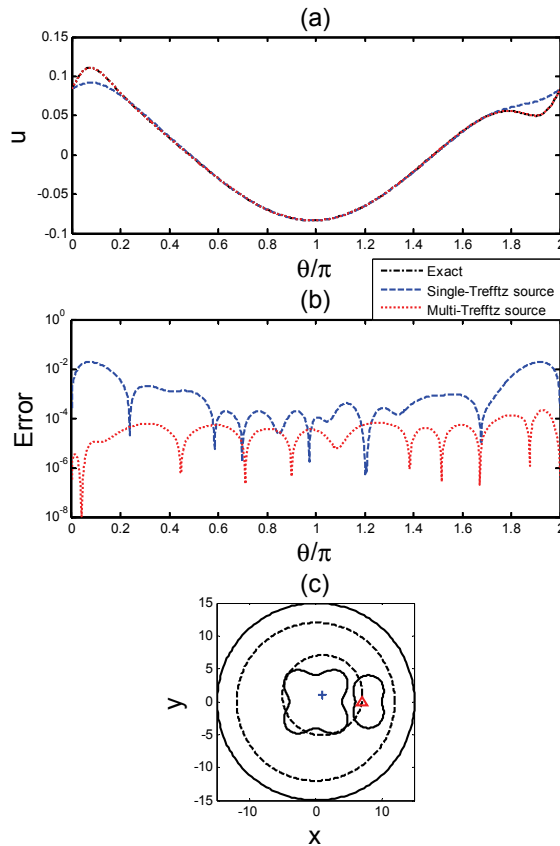 (a)
u
0.1
0.05
0
-0.05
-0.1
0 0.2 0.4 0.6 0.8 1 1.2 1.4 1.6 1.8 2
θ/π
Exact
Single-Trefftz source
Multi-Trefftz source
(b)
Error
10^0
10^-2
10^-4
10^-6
10^-8
0 0.2 0.4 0.6 0.8 1 1.2 1.4 1.6 1.8 2
θ/π
(c)
y
15
10
5
0
-5
-10
-15
-10 0 10
x